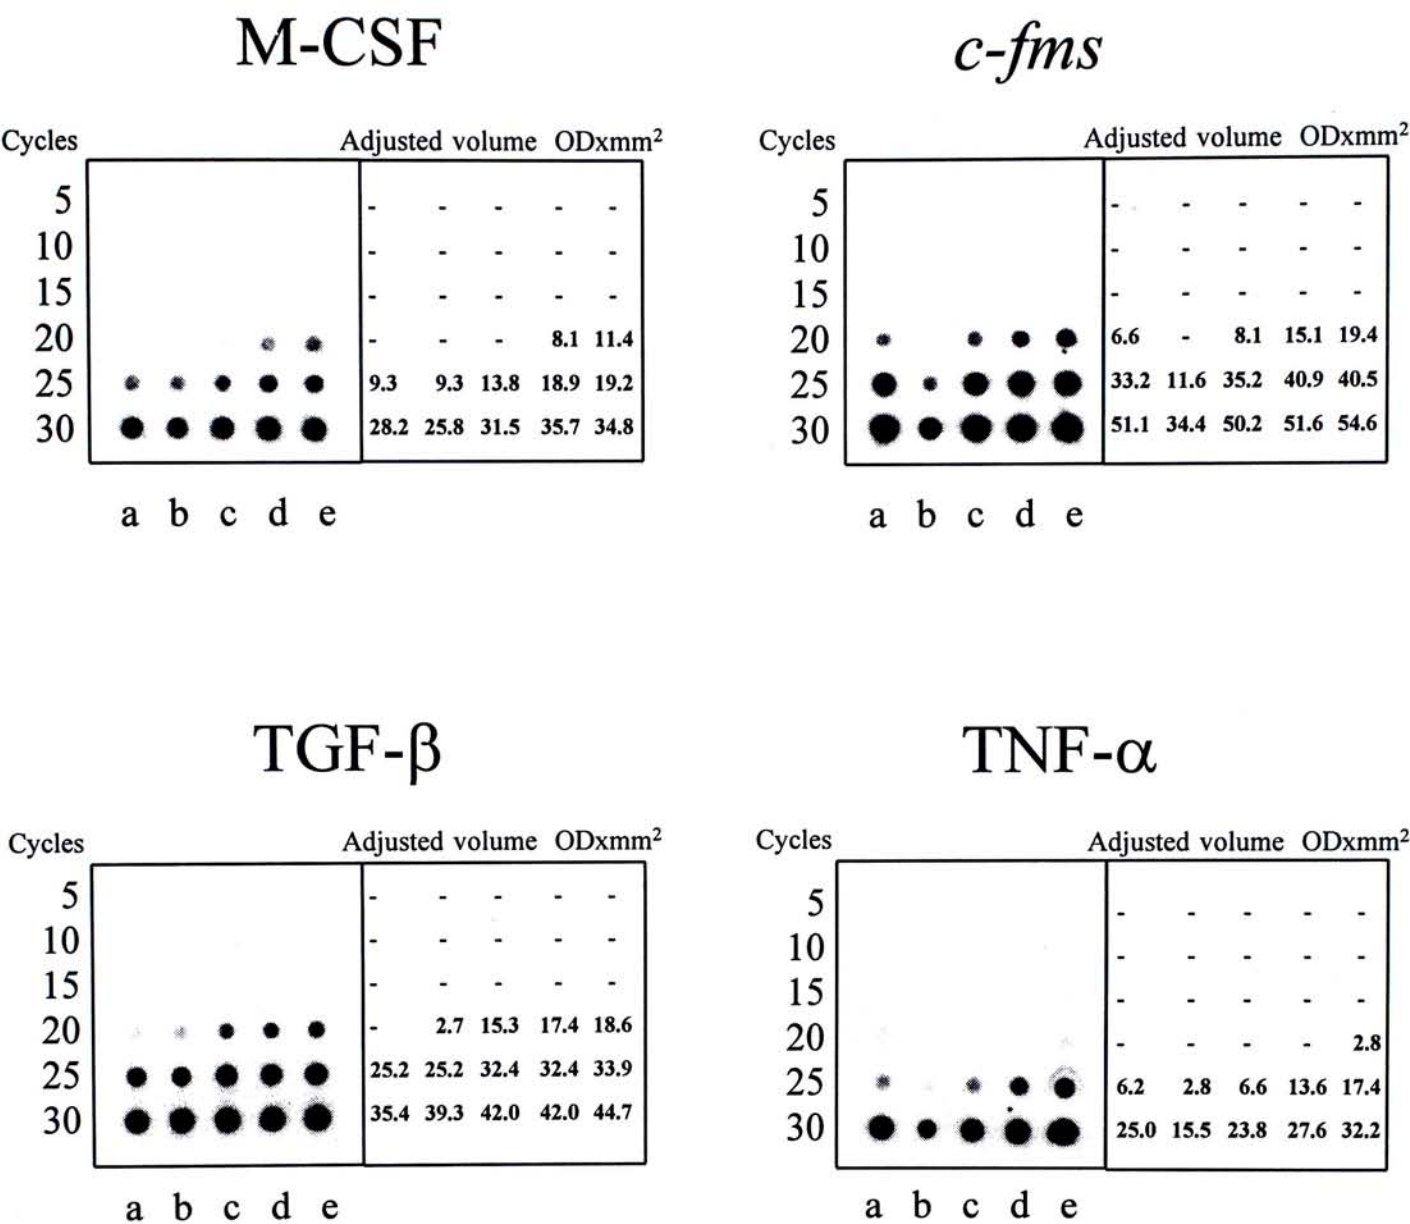 M-CSF
Cycles Adjusted volume ODxmm²
5 - - - - -
10 - - - - -
15 - - - - -
20 - - - 8.1 11.4
25 9.3 9.3 13.8 18.9 19.2
30 28.2 25.8 31.5 35.7 34.8
a b c d e
c-fms
Cycles Adjusted volume ODxmm²
5 - - - - -
10 - - - - -
15 - - - - -
20 6.6 - 8.1 15.1 19.4
25 33.2 11.6 35.2 40.9 40.5
30 51.1 34.4 50.2 51.6 54.6
a b c d e
TGF-β
Cycles Adjusted volume ODxmm²
5 - - - - -
10 - - - - -
15 - - - - -
20 - 2.7 15.3 17.4 18.6
25 25.2 25.2 32.4 32.4 33.9
30 35.4 39.3 42.0 42.0 44.7
a b c d e
TNF-α
Cycles Adjusted volume ODxmm²
5 - - - - -
10 - - - - -
15 - - - - -
20 - - - - 2.8
25 6.2 2.8 6.6 13.6 17.4
30 25.0 15.5 23.8 27.6 32.2
a b c d e